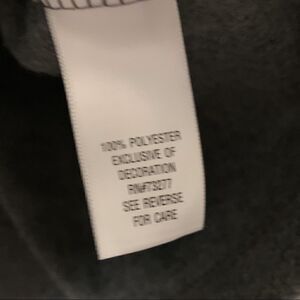 100% POLYESTER
EXCLUSIVE OF
DECORATION
RN#73277
SEE REVERSE
FOR CARE